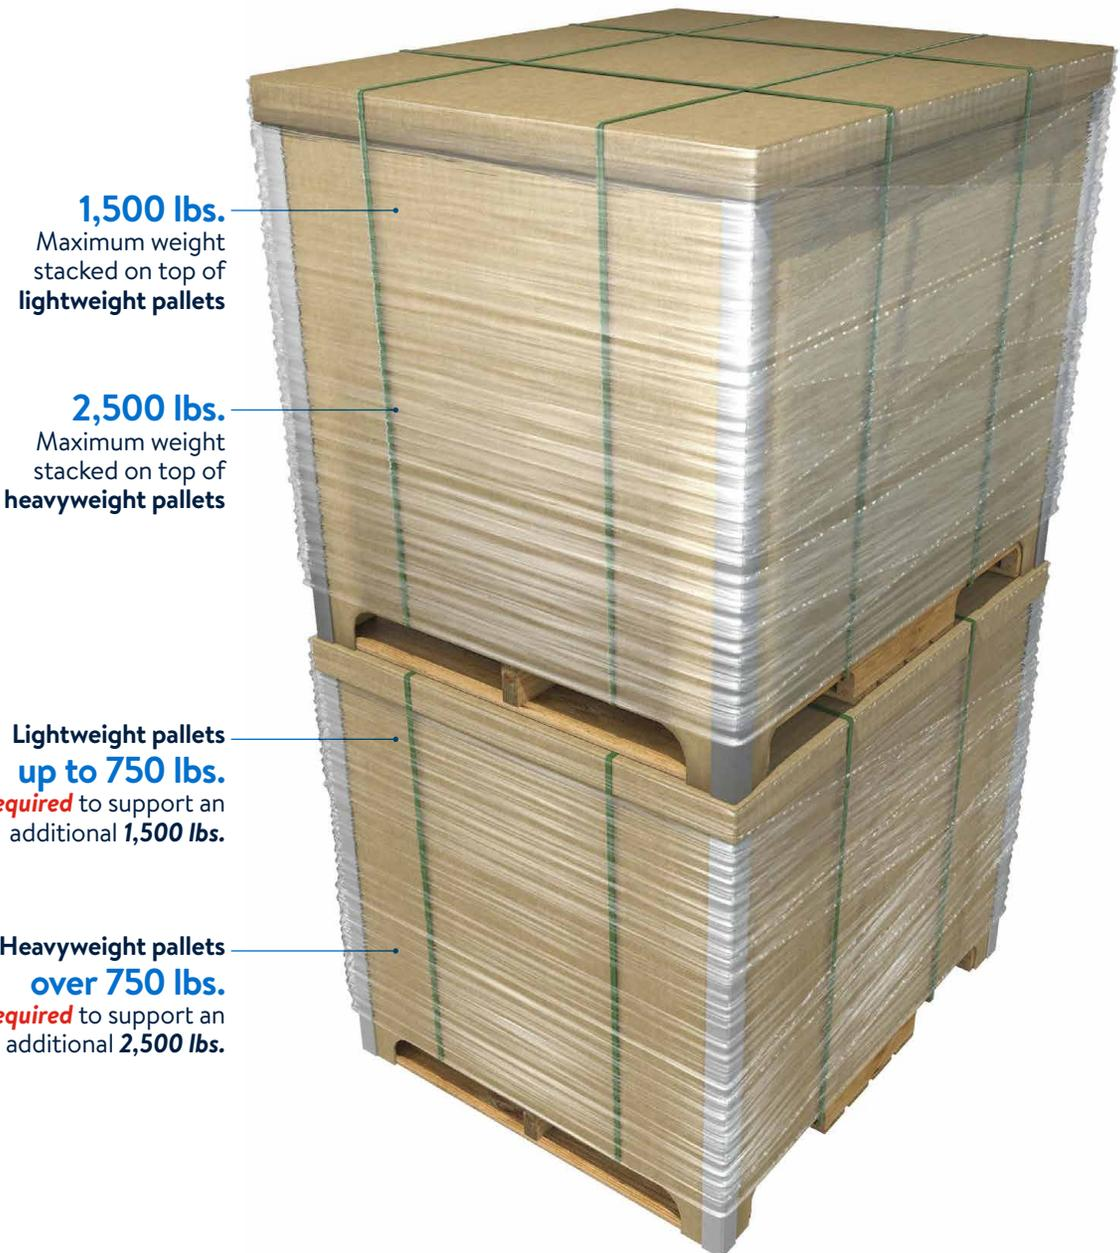 1,500 lbs.
Maximum weight
stacked on top of
lightweight pallets
2,500 lbs.
Maximum weight
stacked on top of
heavyweight pallets
Lightweight pallets
up to 750 lbs.
equired to support an
additional 1,500 lbs.
Heavyweight pallets
over 750 lbs.
equired to support an
additional 2,500 lbs.